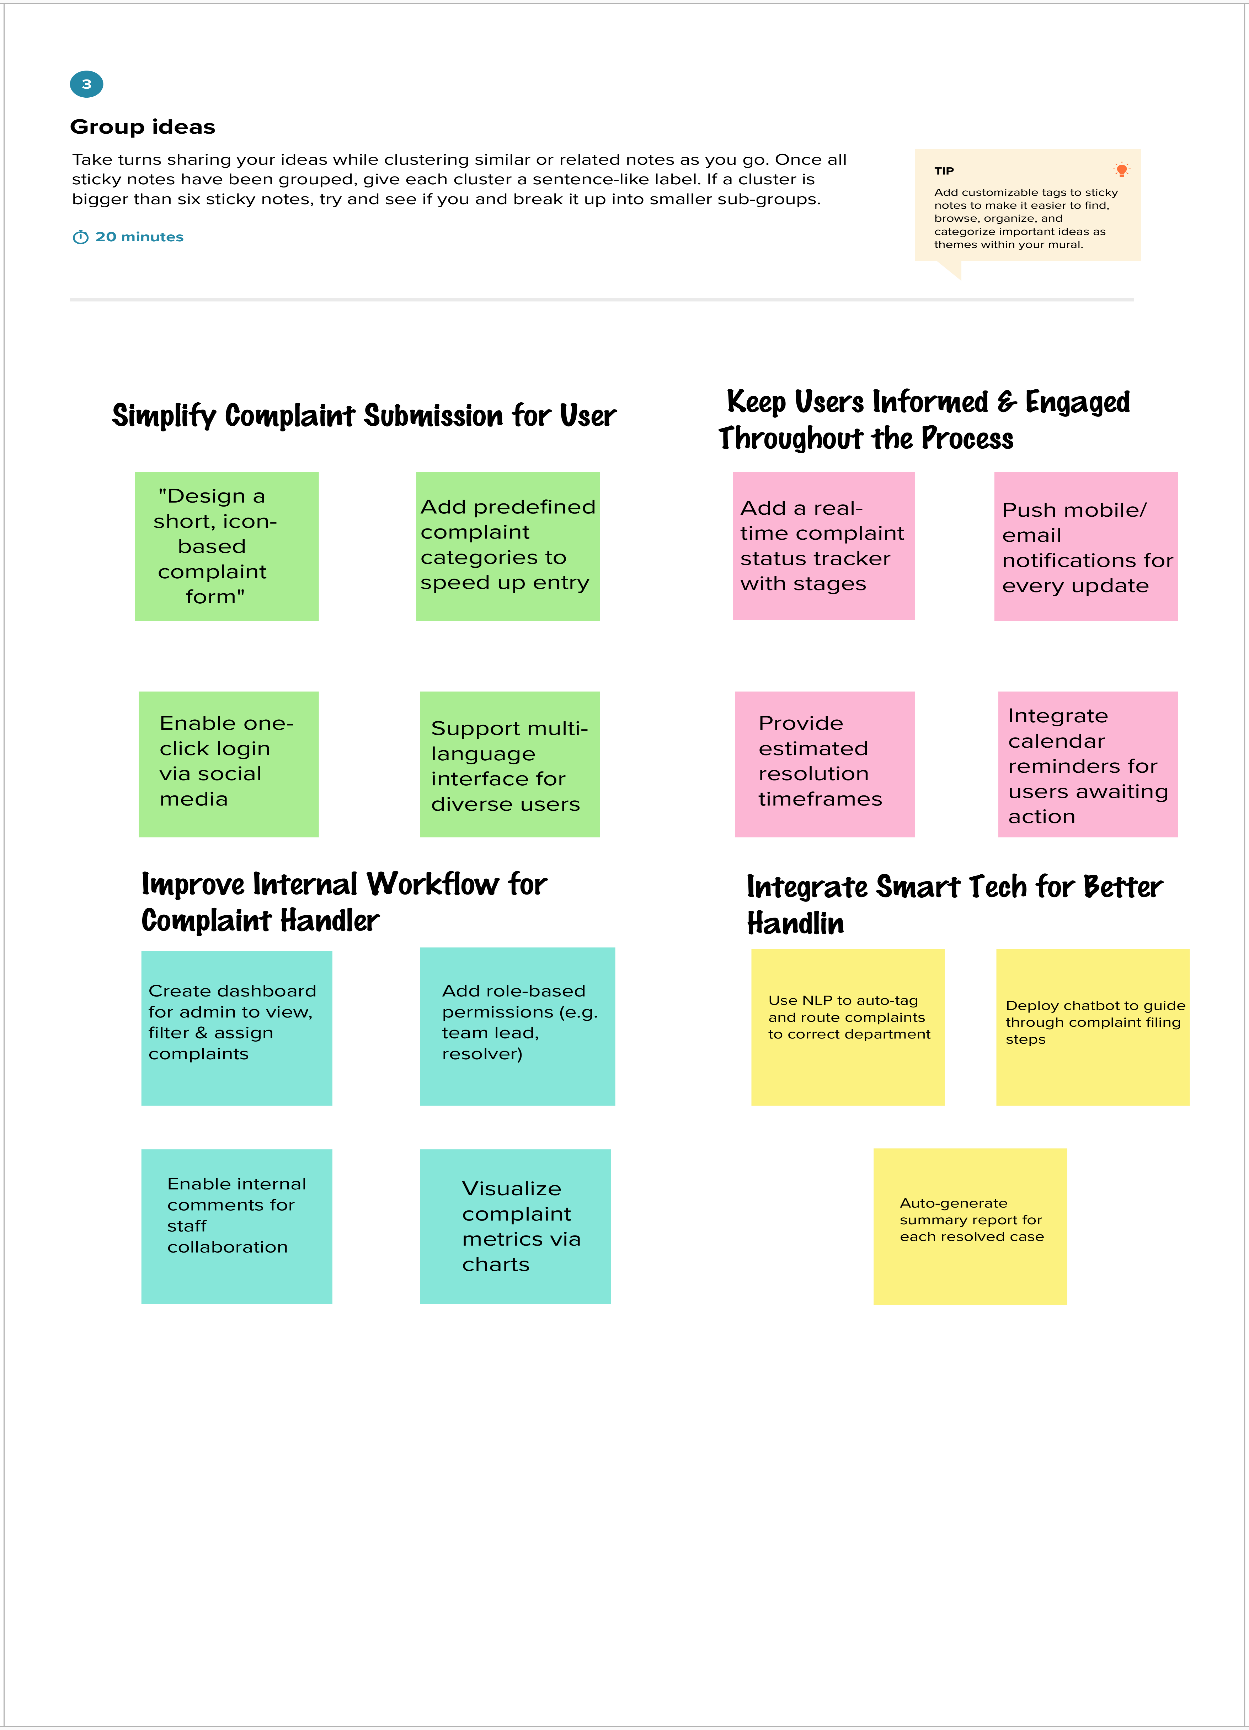 3
Group ideas
Take turns sharing your ideas while clustering similar or related notes as you go. Once all
sticky notes have been grouped, give each cluster a sentence-like label. If a cluster is
bigger than six sticky notes, try and see if you and break it up into smaller sub-groups.
20 minutes
TIP
Add customizable tags to sticky
notes to make it easier to find,
browse, organize, and
categorize important ideas as
themes within your mural.
Simplify Complaint Submission for User
"Design a
short, icon-
based
complaint
form"
Add predefined
complaint
categories to
speed up entry
Enable one-
click login
via social
media
Support multi-
language
interface for
diverse users
Keep Users Informed & Engaged
Throughout the Process
Add a real-
time complaint
status tracker
with stages
Push mobile/
email
notifications for
every update
Provide
estimated
resolution
timeframes
Integrate
calendar
reminders for
users awaiting
action
Improve Internal Workflow for
Complaint Handler
Create dashboard
for admin to view,
filter & assign
complaints
Add role-based
permissions (e.g.
team lead,
resolver)
Enable internal
comments for
staff
collaboration
Visualize
complaint
metrics via
charts
Integrate Smart Tech for Better
Handlin
Use NLP to auto-tag
and route complaints
to correct department
Deploy chatbot to guide
through complaint filing
steps
Auto-generate
summary report for
each resolved case